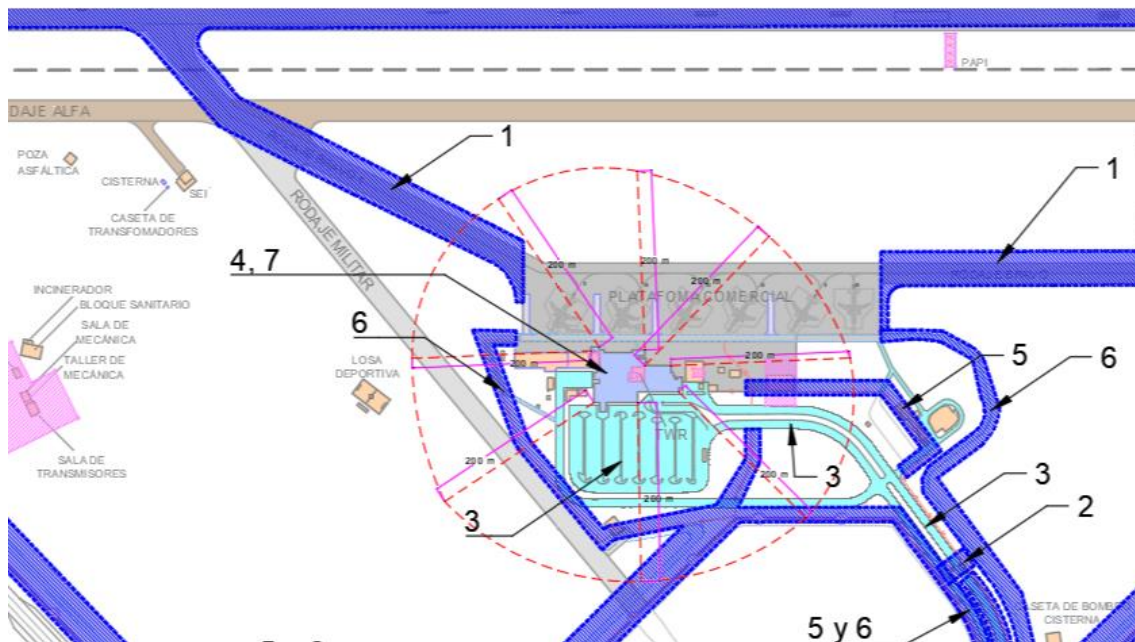 PAPI
DAJE ALFA
1
POZA
ASFÁLTICA
CISTERNA
SEI
CASETA DE
TRANSFOMADORES
RODAJE MILITAR
1
200 m
200 m
200 m
4, 7
PLATAFOMA COMERCIAL
INCINERADOR
BLOQUE SANITARIO
SALA DE
MECÁNICA
TALLER DE
MECÁNICA
6
LOSA
DEPORTIVA
200 m
200 m
5
6
TWR
SALA DE
TRANSMISORES
200 m
200 m
200 m
3
3
3
2
CASETA DE BOMBEO
CISTERNA
5 y 6